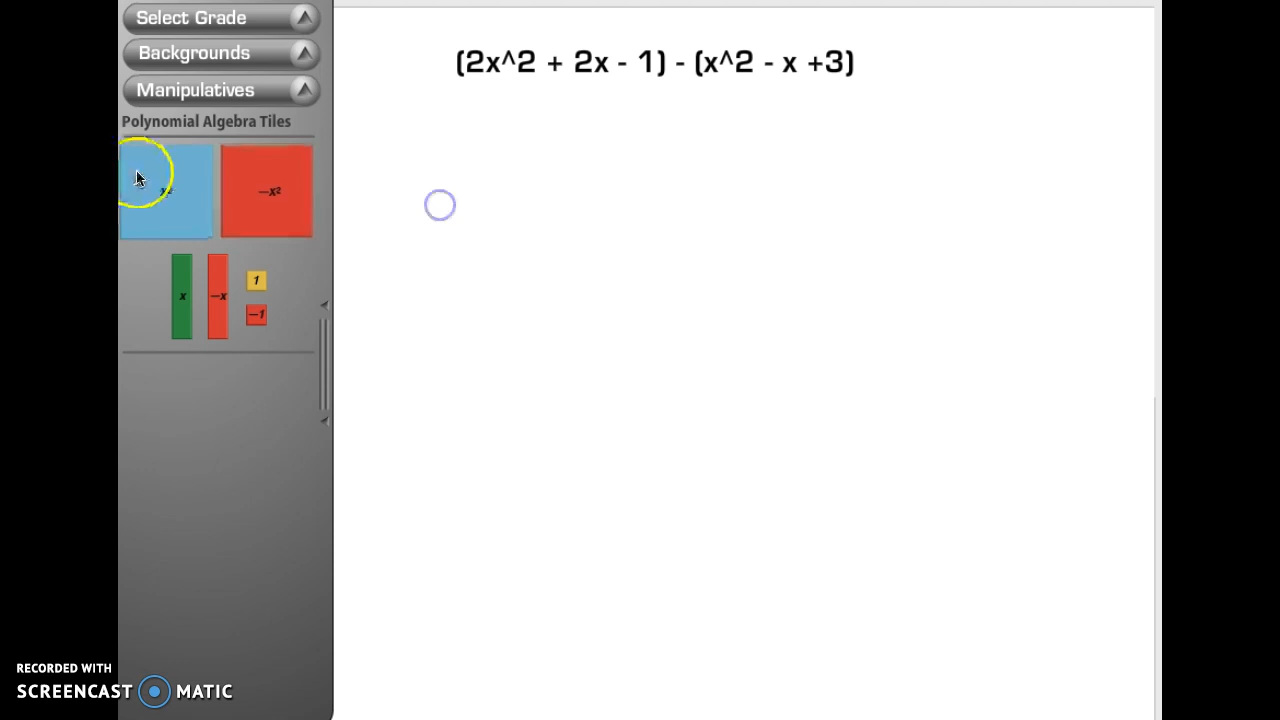 Select Grade
Backgrounds
Manipulatives
(2x^2 + 2x - 1) - (x^2 - x +3)
Polynomial Algebra Tiles
x²
—x²
x
—x
1
—1
RECORDED WITH
SCREENCAST MATIC